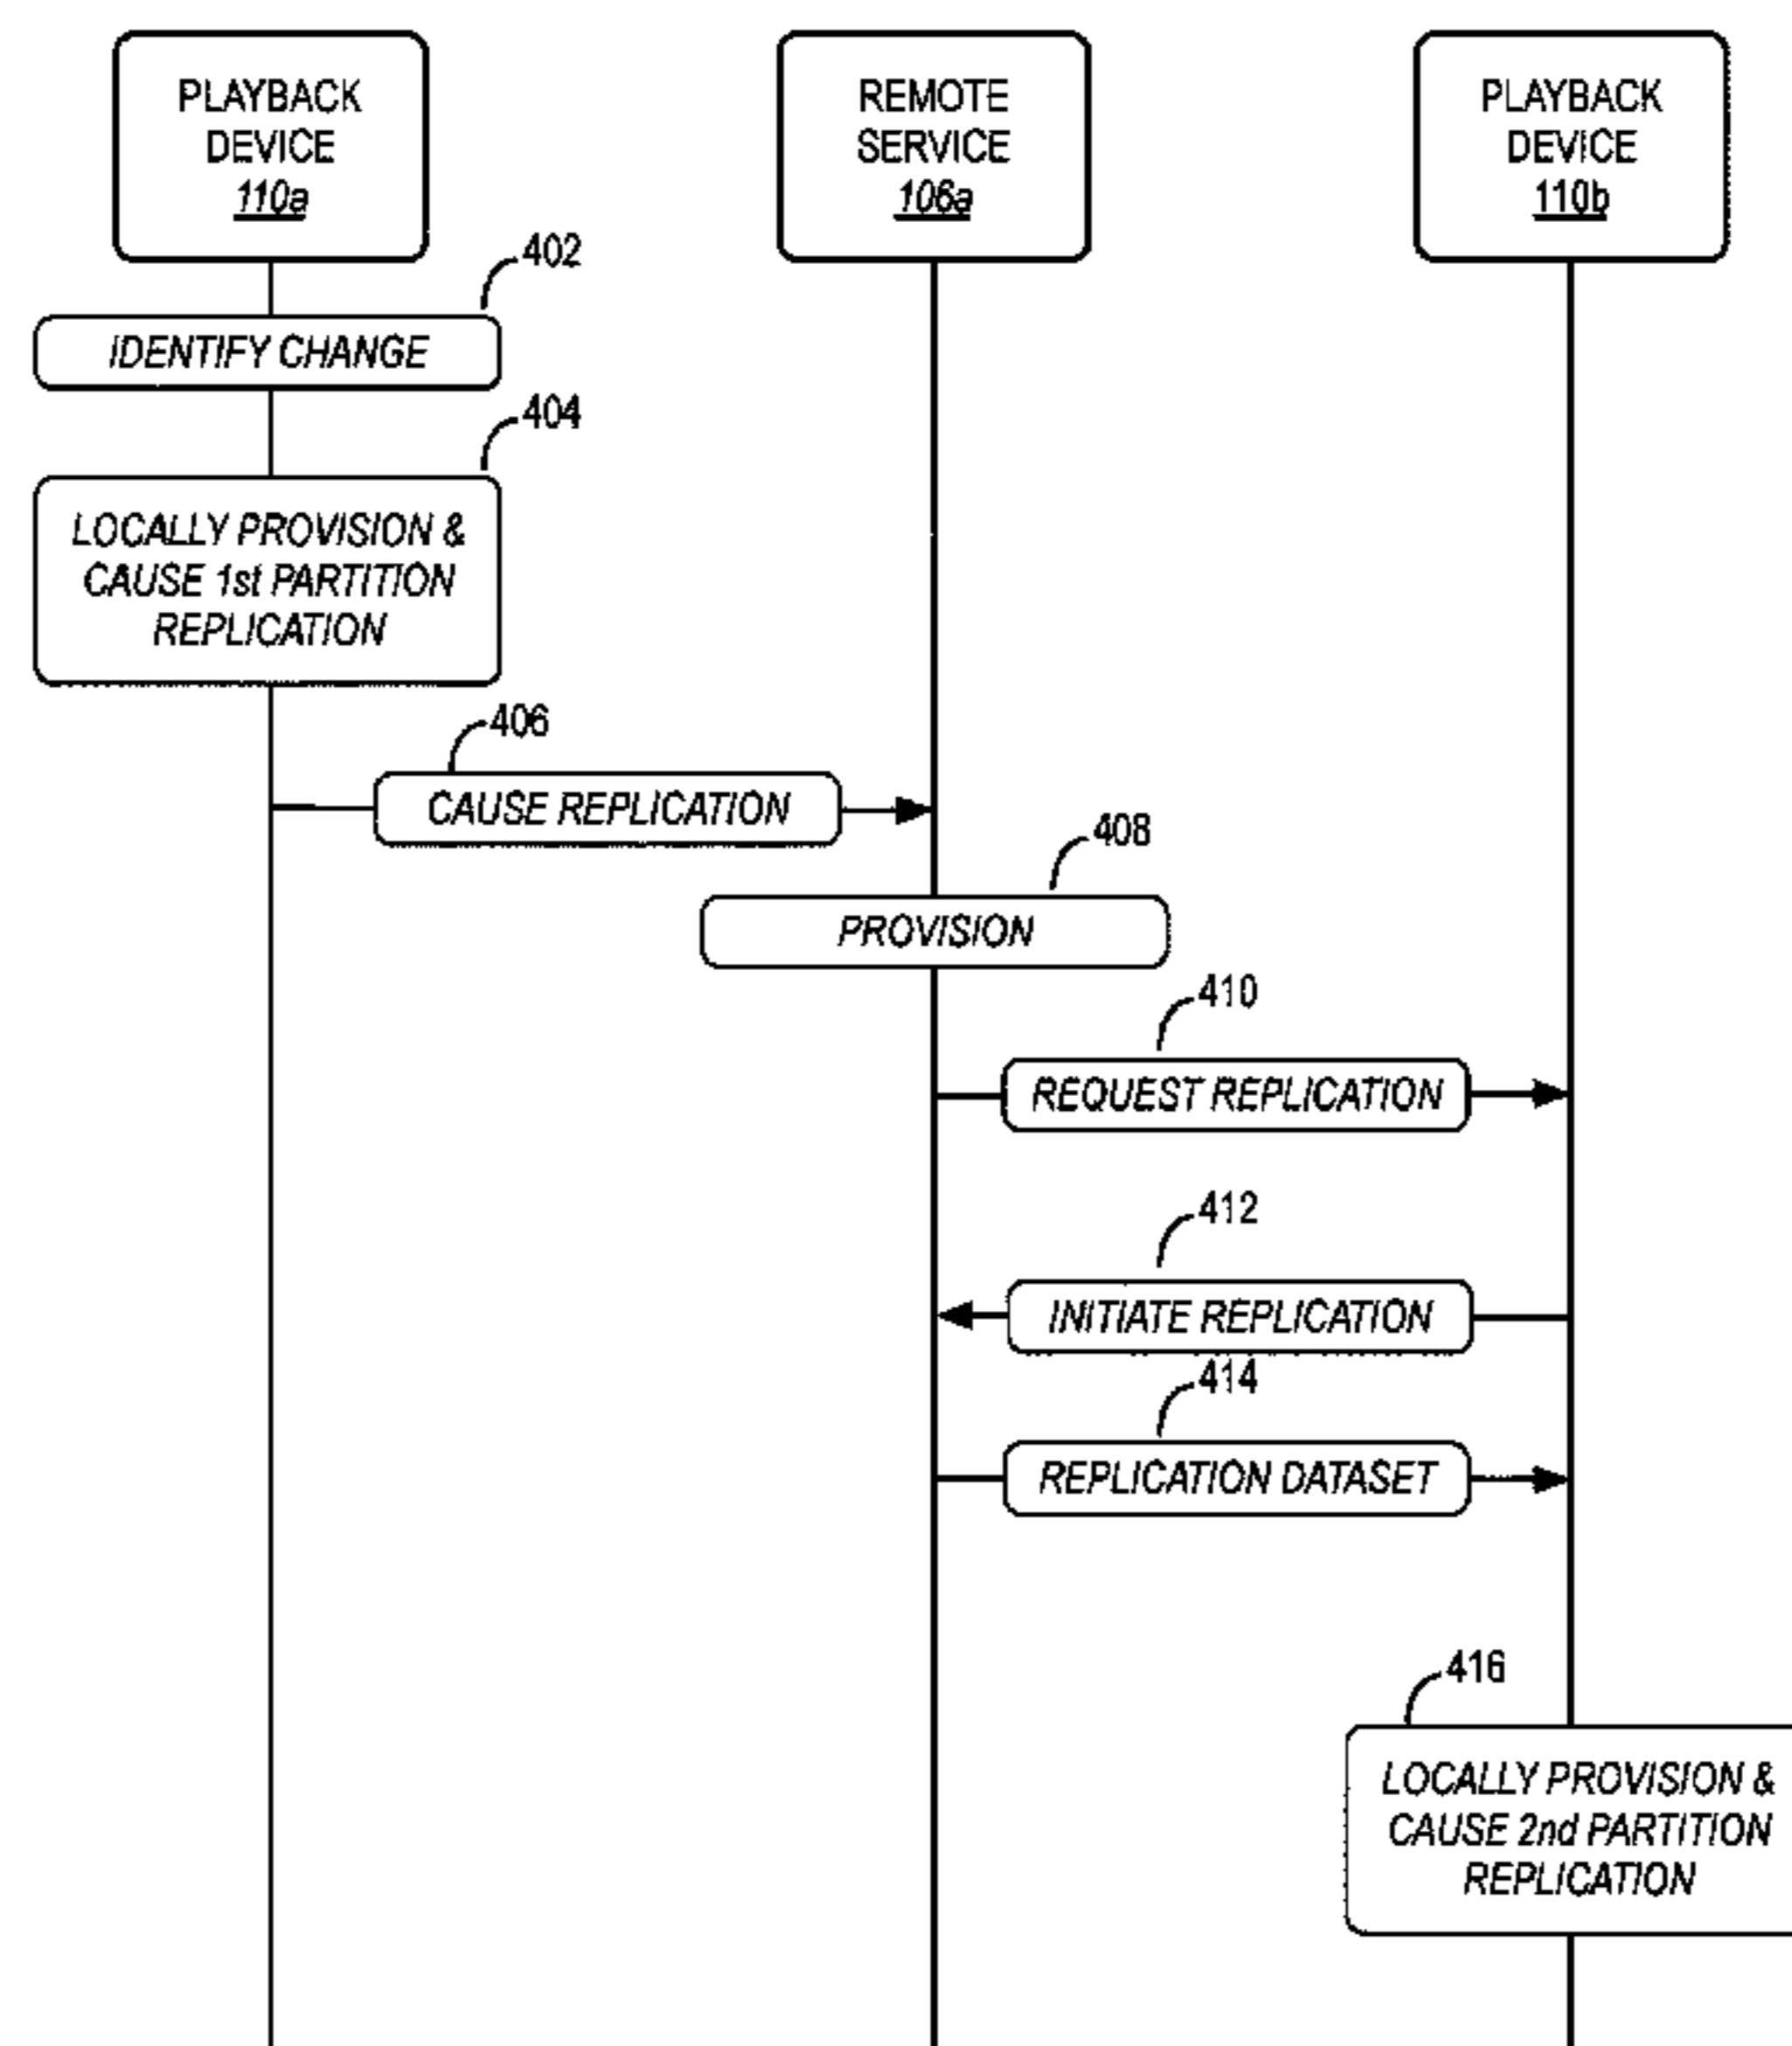 PLAYBACK
DEVICE
110a
REMOTE
SERVICE
106a
PLAYBACK
DEVICE
110b
402
IDENTIFY CHANGE
404
LOCALLY PROVISION &
CAUSE 1st PARTITION
REPLICATION
406
CAUSE REPLICATION
408
PROVISION
410
REQUEST REPLICATION
412
INITIATE REPLICATION
414
REPLICATION DATASET
416
LOCALLY PROVISION &
CAUSE 2nd PARTITION
REPLICATION